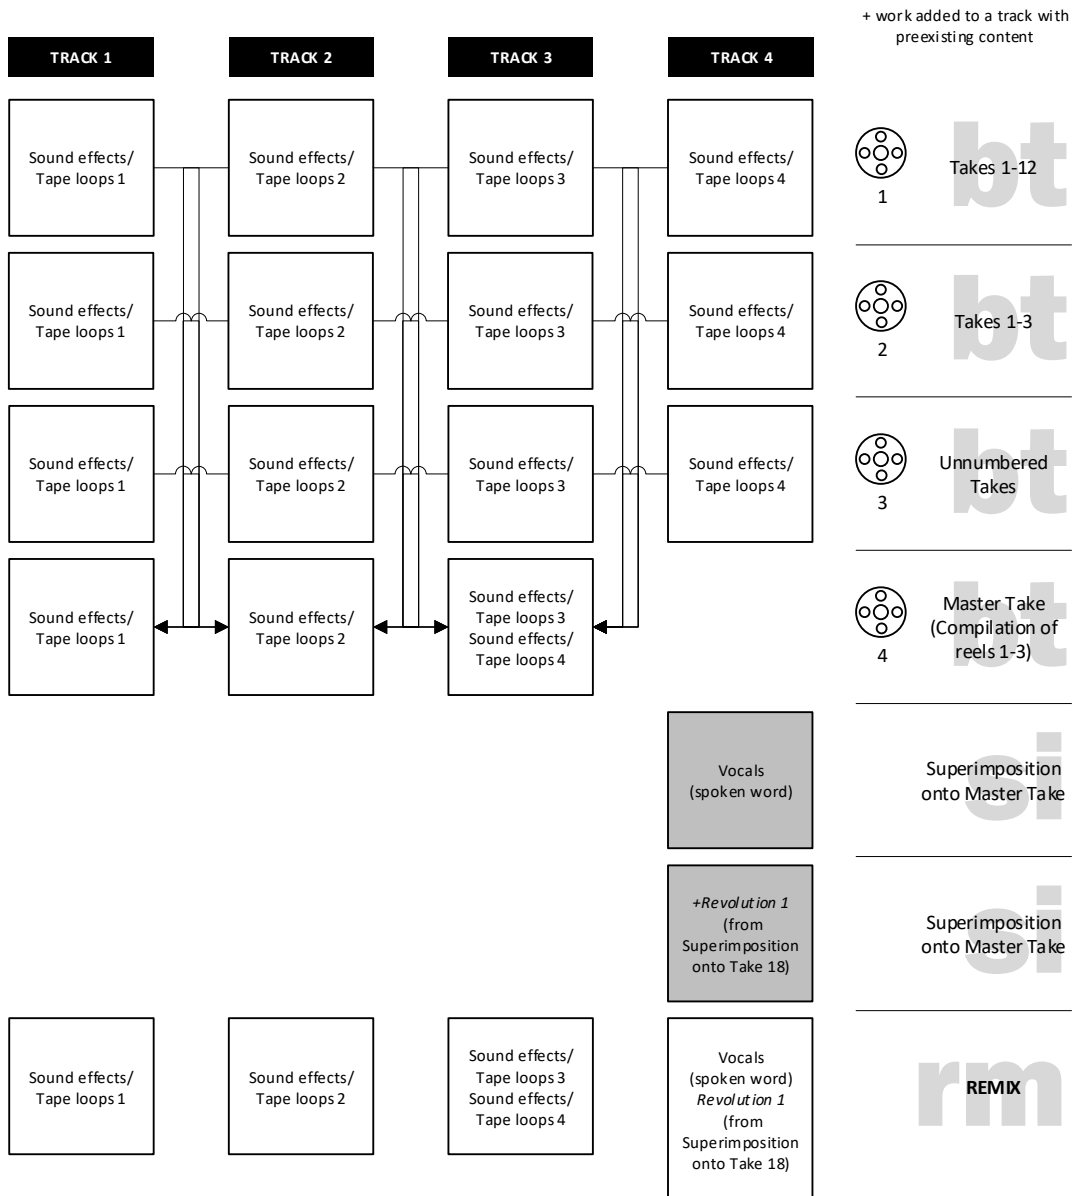 + work added to a track with
preexisting content
TRACK 1
TRACK 2
TRACK 3
TRACK 4
Sound effects/
Tape loops 1
Sound effects/
Tape loops 2
Sound effects/
Tape loops 3
Sound effects/
Tape loops 4
1
bt
Takes 1-12
Sound effects/
Tape loops 1
Sound effects/
Tape loops 2
Sound effects/
Tape loops 3
Sound effects/
Tape loops 4
2
bt
Takes 1-3
Sound effects/
Tape loops 1
Sound effects/
Tape loops 2
Sound effects/
Tape loops 3
Sound effects/
Tape loops 4
3
bt
Unnumbered
Takes
Sound effects/
Tape loops 1
Sound effects/
Tape loops 2
Sound effects/
Tape loops 3
Sound effects/
Tape loops 4
4
bt
Master Take
(Compilation of
reels 1-3)
Vocals
(spoken word)
si
Superimposition
onto Master Take
+Revolution 1
(from
Superimposition
onto Take 18)
si
Superimposition
onto Master Take
Sound effects/
Tape loops 1
Sound effects/
Tape loops 2
Sound effects/
Tape loops 3
Sound effects/
Tape loops 4
Vocals
(spoken word)
Revolution 1
(from
Superimposition
onto Take 18)
rm
REMIX